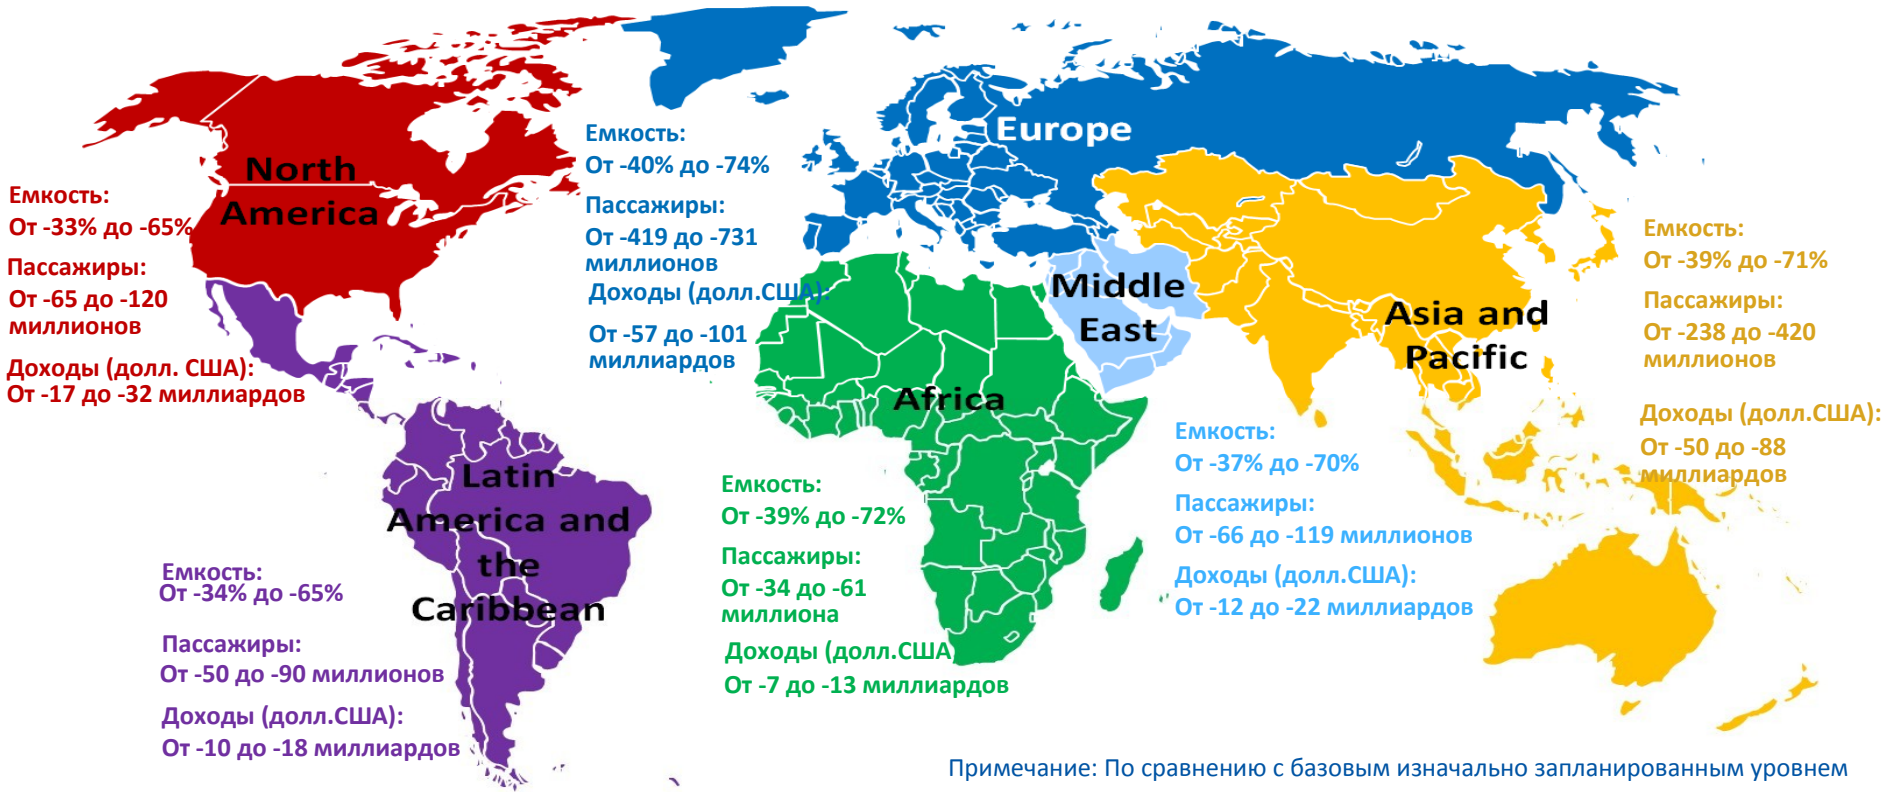 North
America
Емкость:
От -33% до -65%
Пассажиры:
От -65 до -120
миллионов
Доходы (долл. США):
От -17 до -32 миллиардов
Europe
Емкость:
От -40% до -74%
Пассажиры:
От -419 до -731
миллионов
Доходы (долл.США):
От -57 до -101
миллиардов
Middle
East
Asia and
Pacific
Емкость:
От -39% до -71%
Пассажиры:
От -238 до -420
миллионов
Доходы (долл.США):
От -50 до -88
миллиардов
Africa
Емкость:
От -39% до -72%
Пассажиры:
От -34 до -61
миллиона
Доходы (долл.США
От -7 до -13 миллиардов
Емкость:
От -37% до -70%
Пассажиры:
От -66 до -119 миллионов
Доходы (долл.США):
От -12 до -22 миллиардов
Latin
America and
the
Caribbean
Емкость:
От -34% до -65%
Пассажиры:
От -50 до -90 миллионов
Доходы (долл.США):
От -10 до -18 миллиардов
Примечание: По сравнению с базовым изначально запланированным уровнем